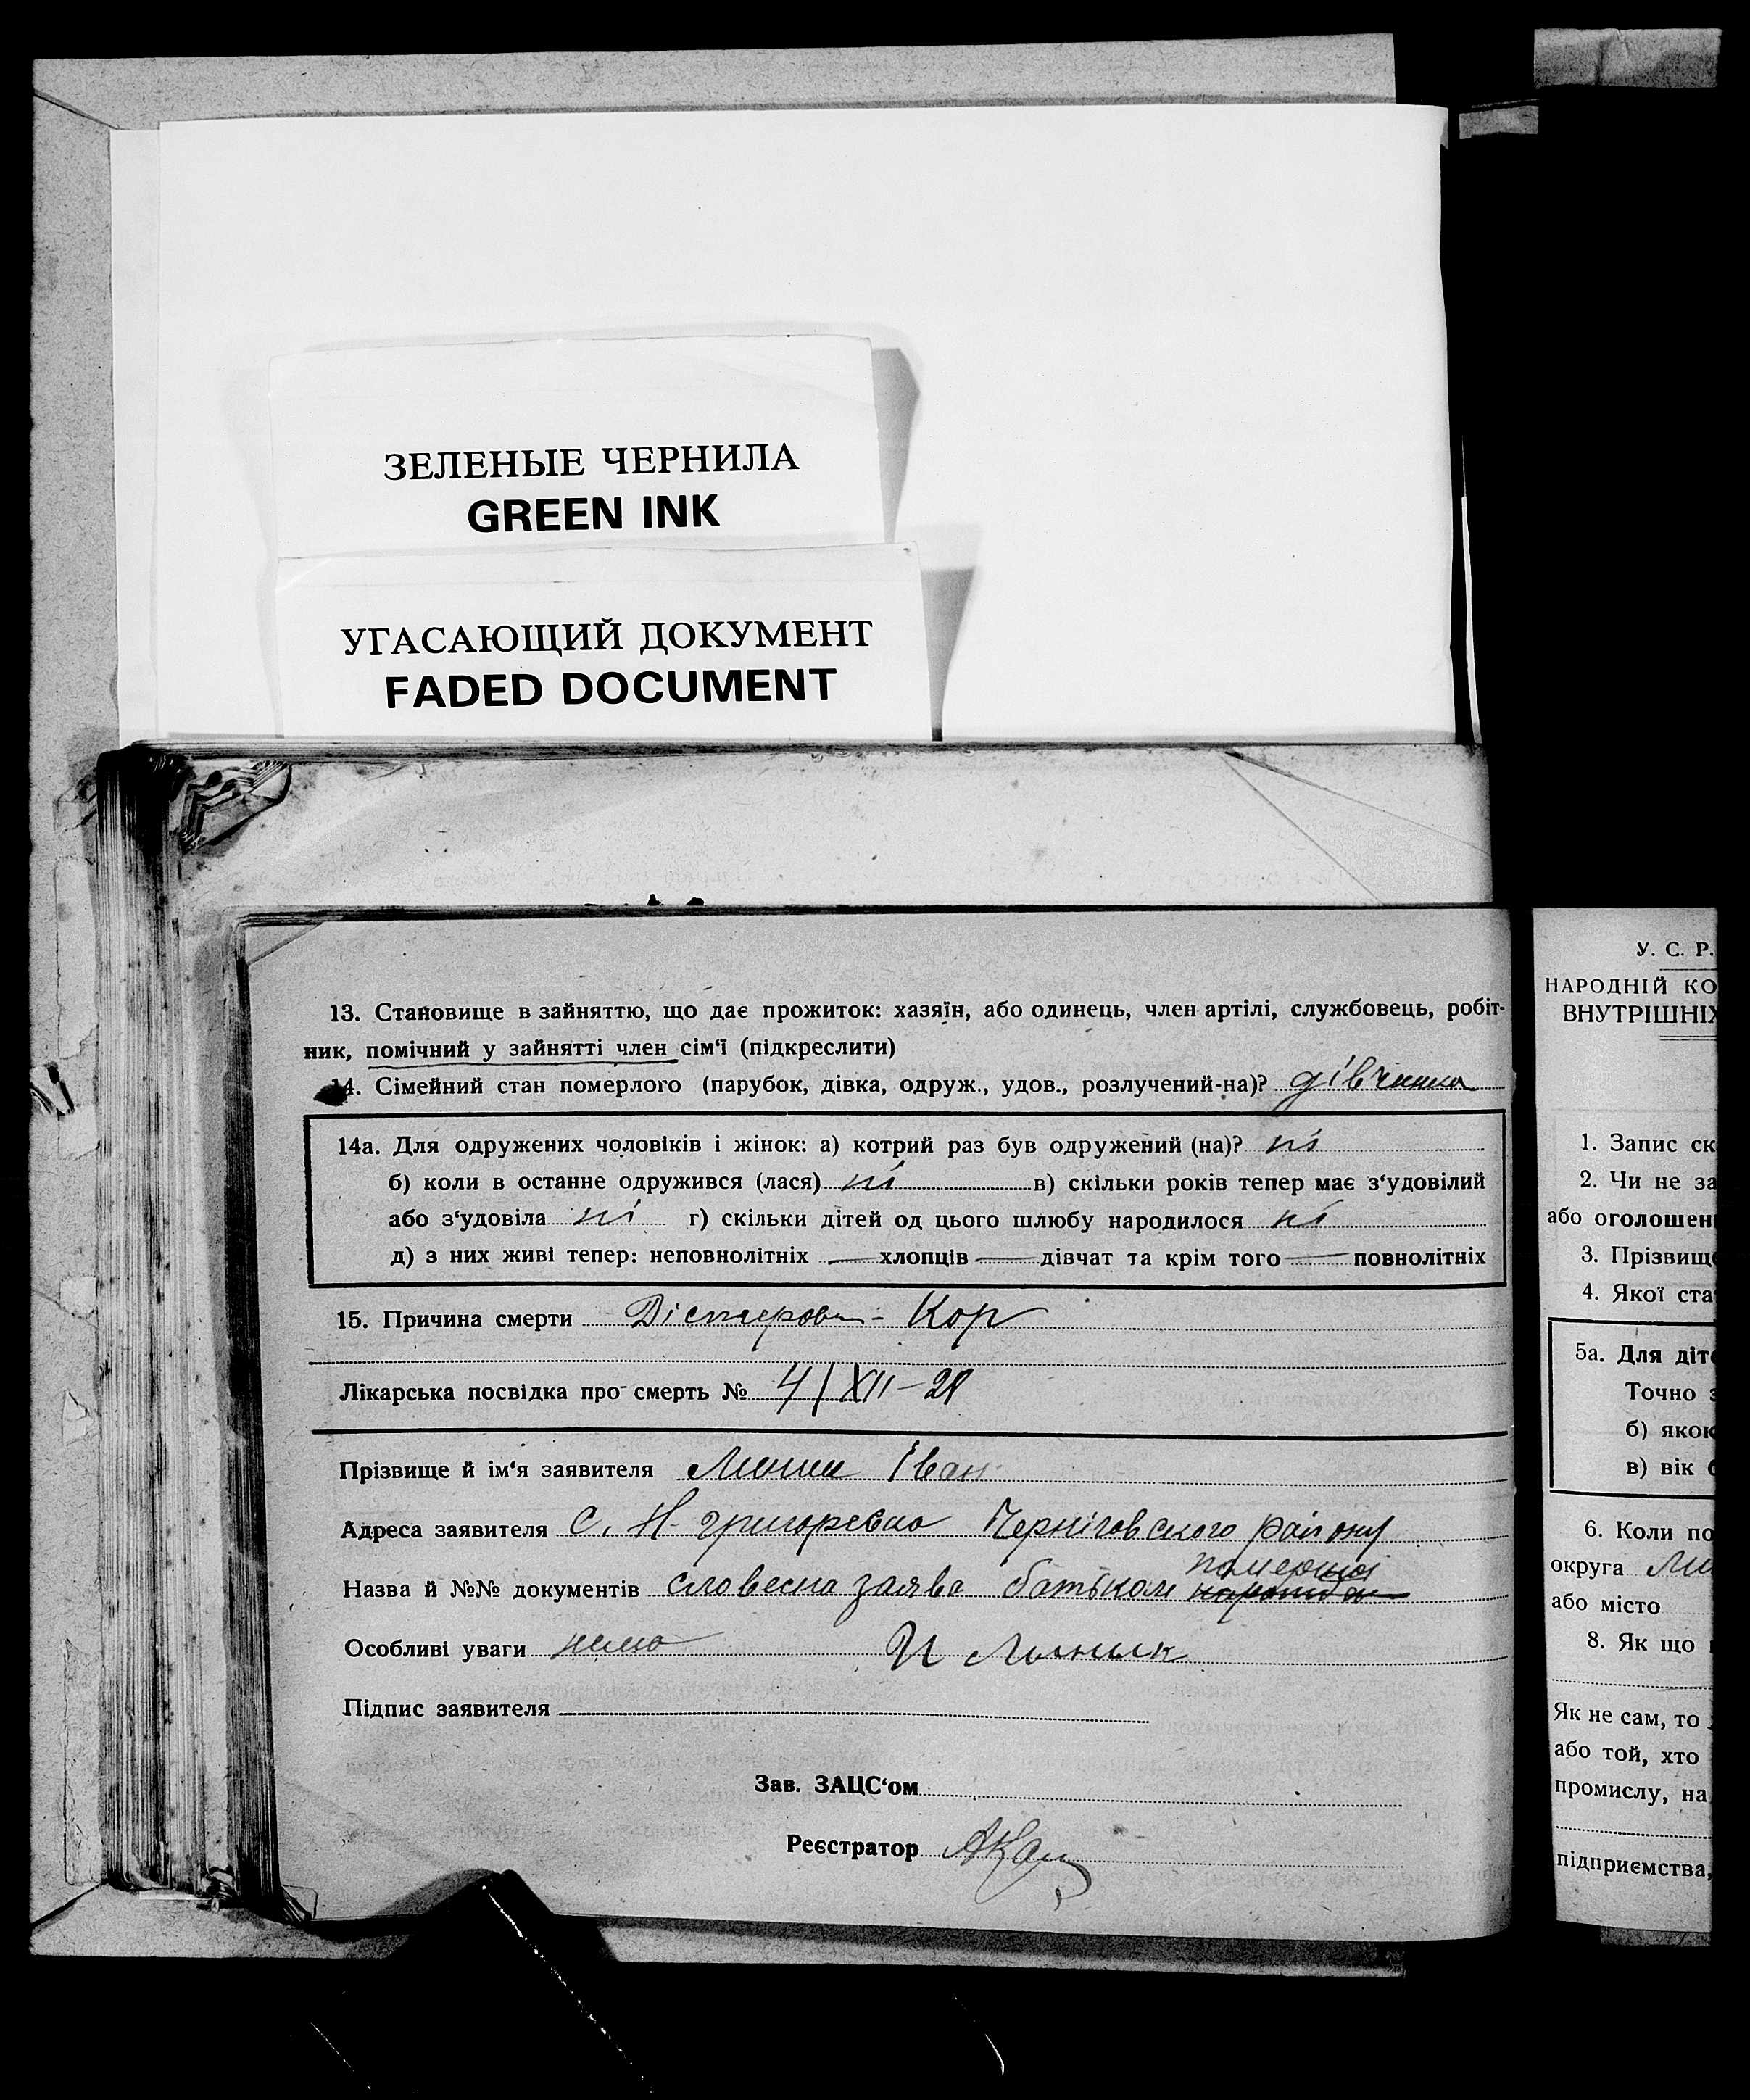 ЗЕЛЕНЫЕ ЧЕРНИЛА
GREEN INK
УГАСАЮЩИЙ ДОКУМЕНТ
FADED DOCUMENT
13. Становище в зайняттю, що дає прожиток: хазяїн, або одинець, член артілі, службовець, робіт-
ник, помічний у зайнятті член сім‘ї (підкреслити)
14. Сімейний стан померлого (парубок, дівка, одруж., удов., розлучений-на)? дівчинка
14а. Для одружених чоловіків і жінок: а) котрий раз був одружений (на)? ні
б) коли в останне одружився (лася) ні в) скільки років тепер має з‘удовілий
або з‘удовіла ні г) скільки дітей од цього шлюбу народилося ні
д) з них живі тепер: неповнолітніх — хлопців — дівчат та крім того — повнолітніх
15. Причина смерти Кор
Лікарська посвідка про смерть № 4/XII-29
Прізвище й ім‘я заявителя Іван
Адреса заявителя С. Н-Григоревка Черніговського району
Назва й №№ документів словесна заява батьком помершої
Особливі уваги нема
Підпис заявителя
Зав. ЗАЦС‘ом
Реєстратор
У. С. Р.
НАРОДНІЙ КО
ВНУТРІШНІХ
1. Запис ск
2. Чи не за
або оголошен
3. Прізвище
4. Якої ста
5а. Для діте
Точно з
б) якою
в) вік
6. Коли по
округа
або місто
8. Як що
Як не сам, то
або той, хто
промислу, на
підприємства,